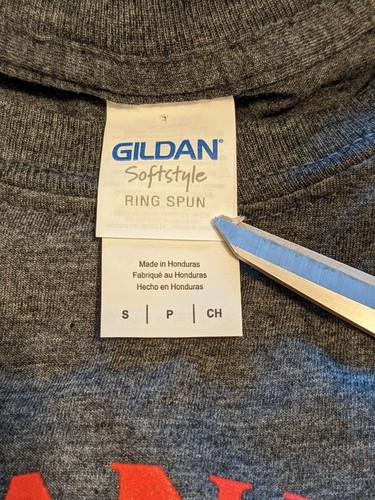 GILDAN®
Softstyle
RING SPUN
Made in Honduras
Fabriqué au Honduras
Hecho en Honduras
S | P | CH